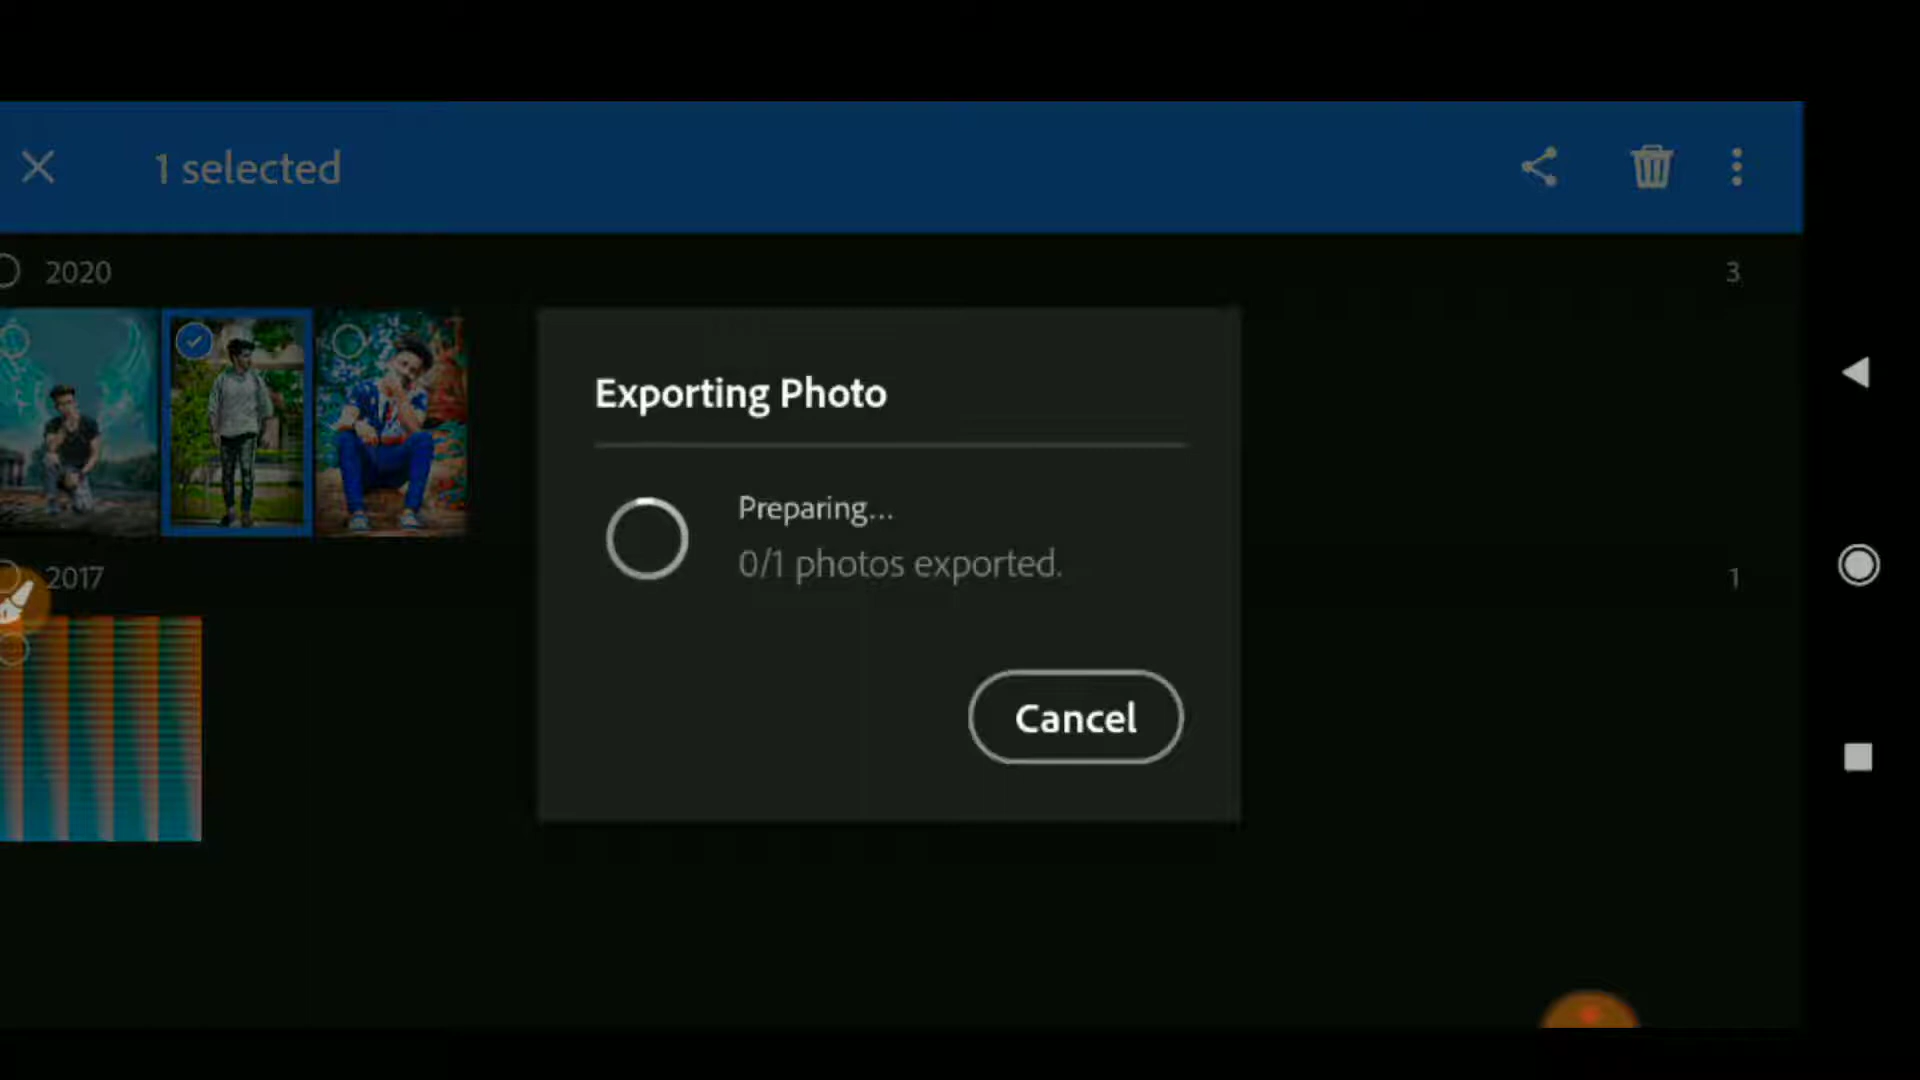 1 selected
2020
3
Exporting Photo
Preparing...
0/1 photos exported.
2017
1
Cancel